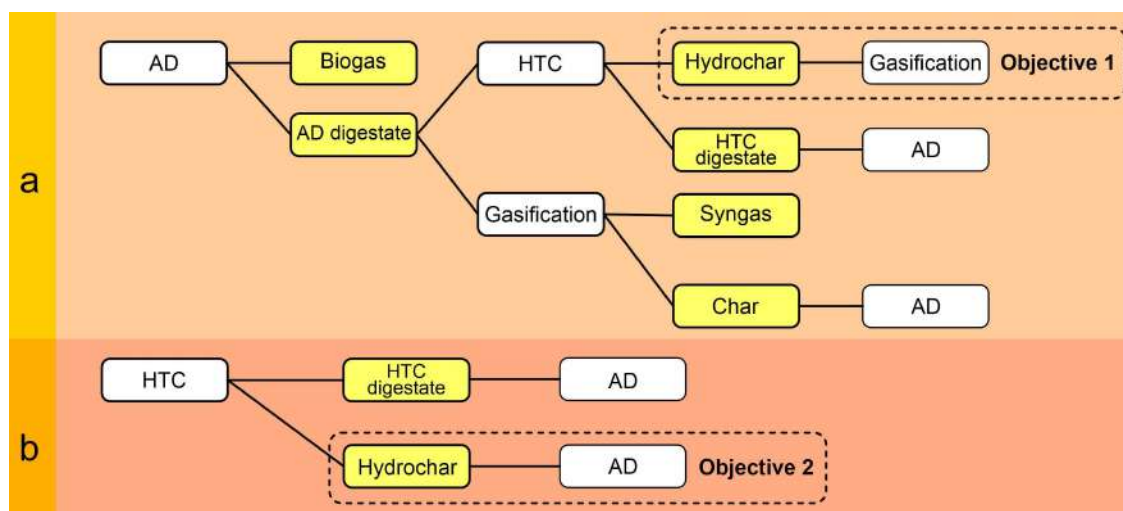 a
AD
Biogas
AD digestate
HTC
Hydrochar
Gasification
Objective 1
HTC
digestate
AD
Gasification
Syngas
Char
AD
b
HTC
HTC
digestate
AD
Hydrochar
AD
Objective 2